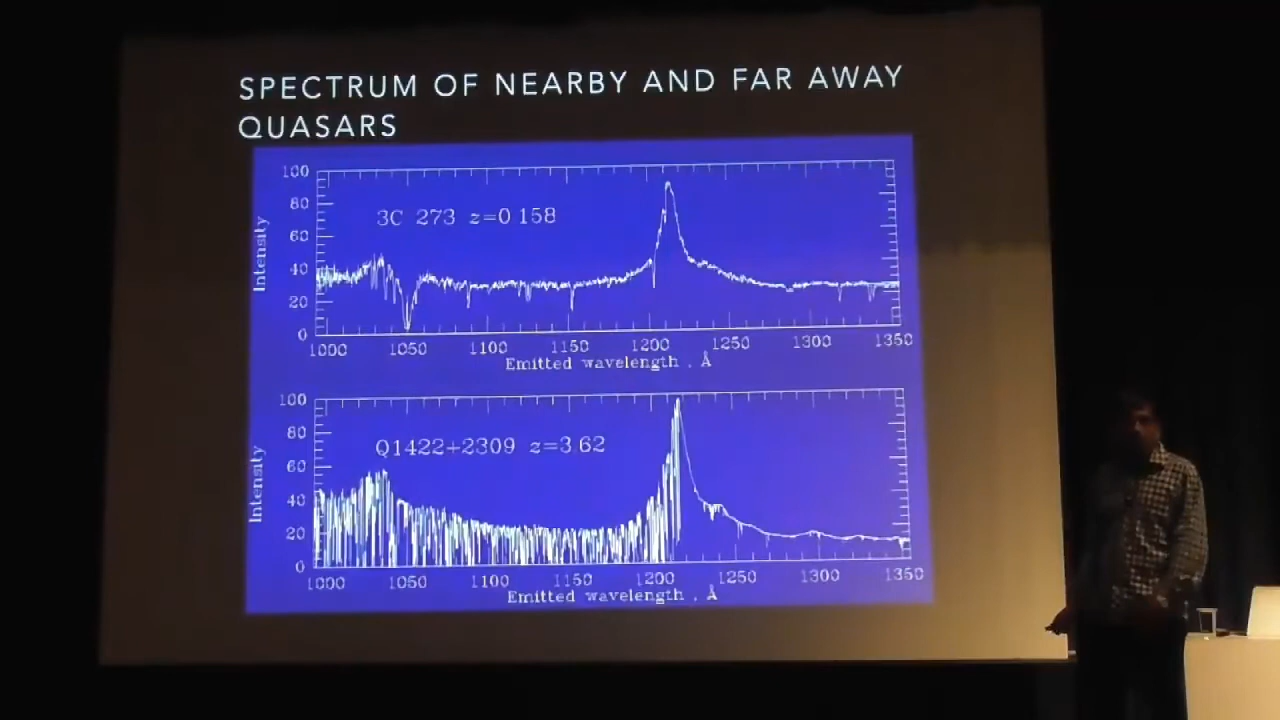 SPECTRUM OF NEARBY AND FAR AWAY
QUASARS
100
80
60
40
20
0
Intensity
3C 273 z=0.158
1000 1050 1100 1150 1200 1250 1300 1350
Emitted wavelength , Å
100
80
60
40
20
0
Intensity
Q1422+2309 z=3.62
1000 1050 1100 1150 1200 1250 1300 1350
Emitted wavelength , Å